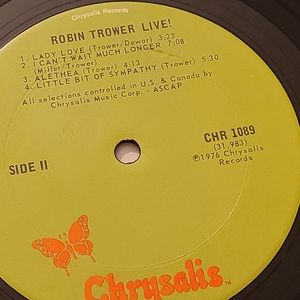 Chrysalis Records
ROBIN TROWER LIVE!
1. LADY LOVE (Trower/Dewar) 3:23
2. I CAN'T WAIT MUCH LONGER 7:08
(Miller/Trower)
3. ALETHEA (Trower) 4:13
4. LITTLE BIT OF SYMPATHY (Trower) 5:30
All selections controlled in U.S. & Canada by
Chrysalis Music Corp. - ASCAP
SIDE II
CHR 1089
(31,983)
℗1976 Chrysalis
Records
Chrysalis TM